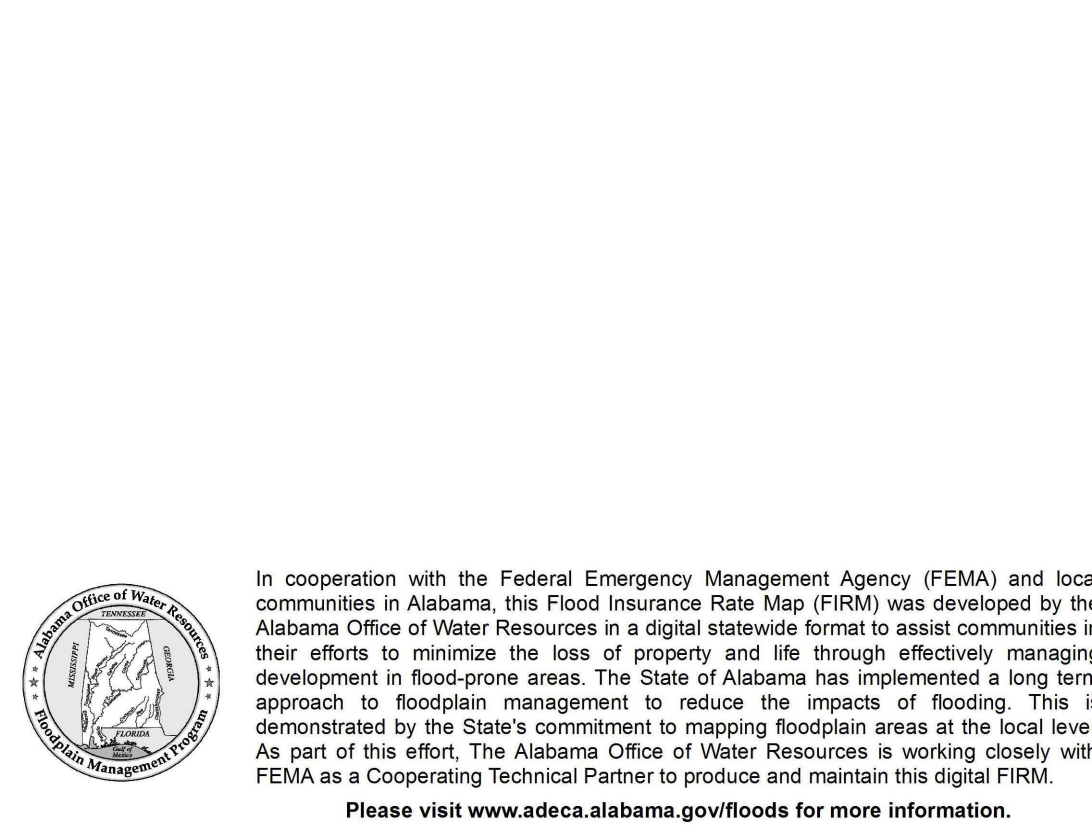 Alabama Office of Water Resources
TENNESSEE
MISSISSIPPI
GEORGIA
FLORIDA
Gulf of
Mexico
Floodplain Management Program
In cooperation with the Federal Emergency Management Agency (FEMA) and loca
communities in Alabama, this Flood Insurance Rate Map (FIRM) was developed by the
Alabama Office of Water Resources in a digital statewide format to assist communities in
their efforts to minimize the loss of property and life through effectively managing
development in flood-prone areas. The State of Alabama has implemented a long term
approach to floodplain management to reduce the impacts of flooding. This is
demonstrated by the State's commitment to mapping floodplain areas at the local level
As part of this effort, The Alabama Office of Water Resources is working closely with
FEMA as a Cooperating Technical Partner to produce and maintain this digital FIRM.
Please visit www.adeca.alabama.gov/floods for more information.